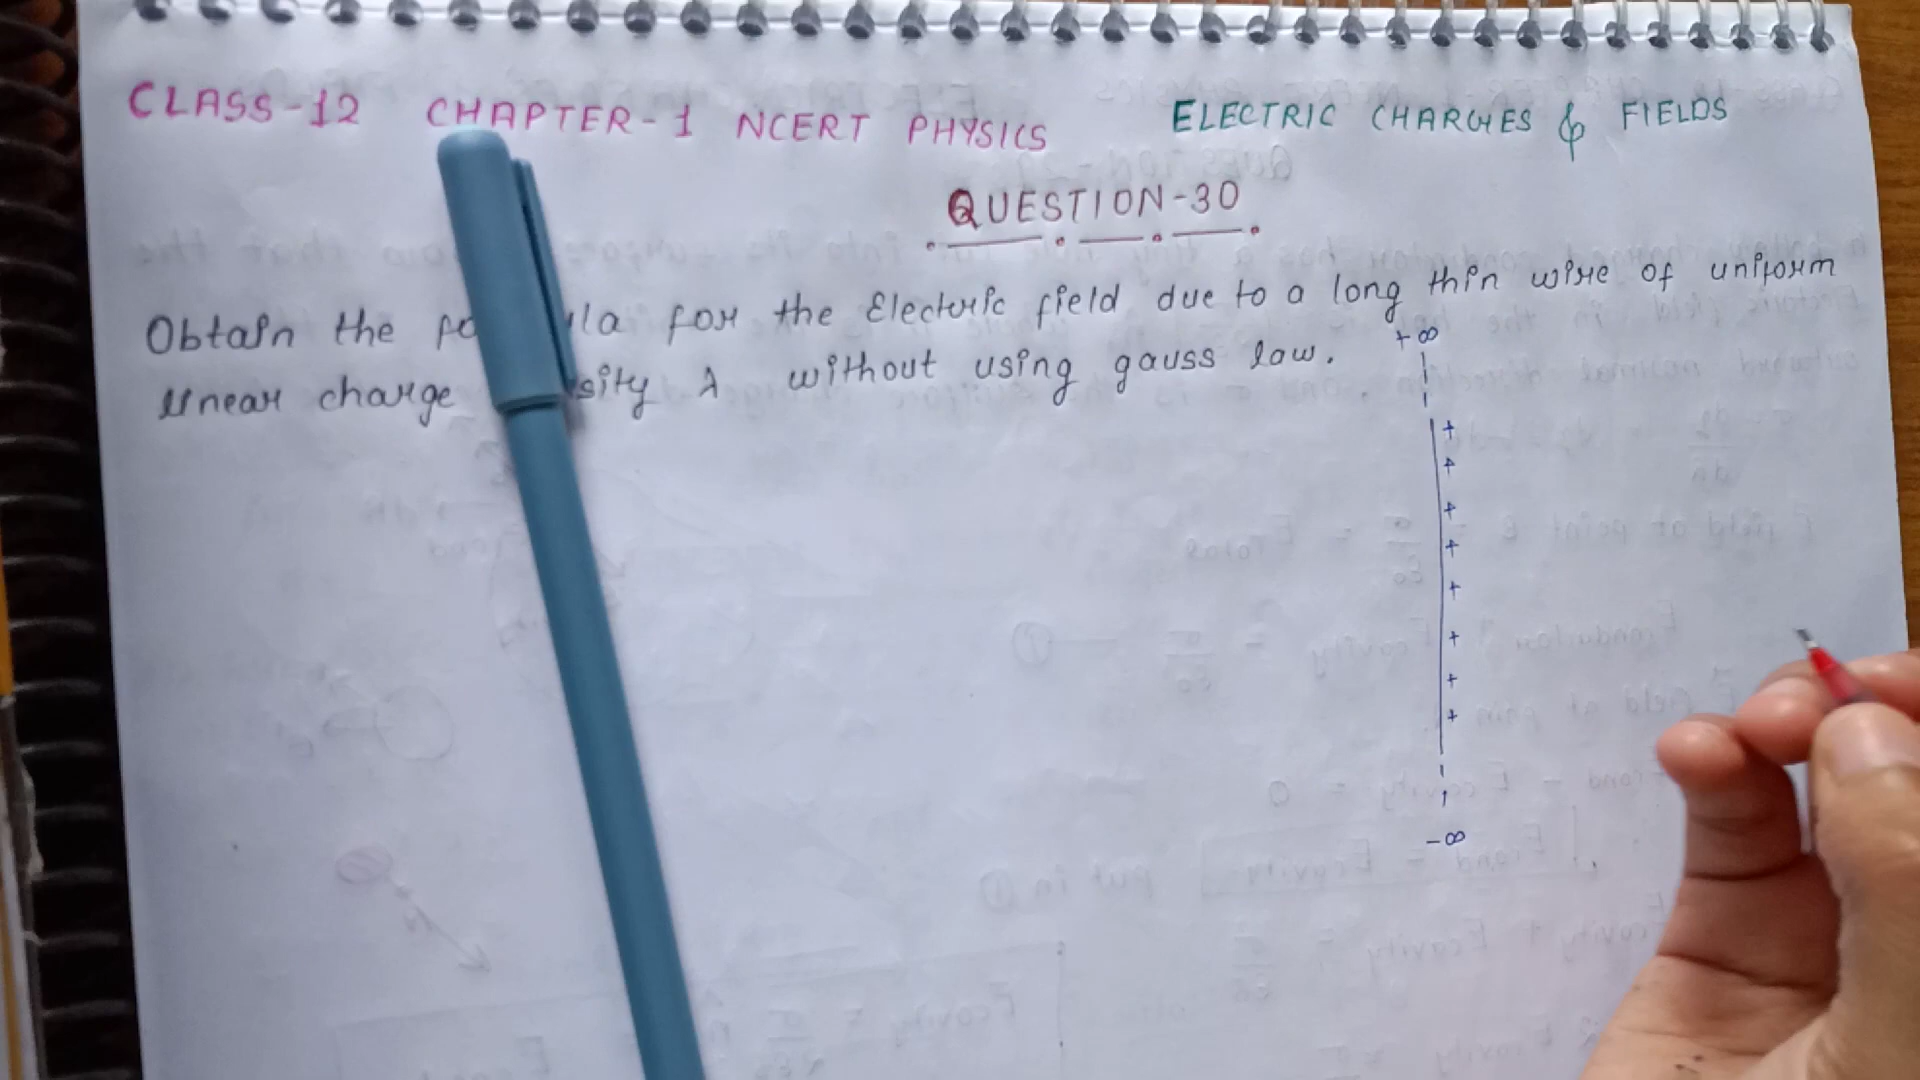 CLASS-12 CHAPTER-1 NCERT PHYSICS ELECTRIC CHARGES & FIELDS
QUESTION-30
Obtain the fo la for the Electric field due to a long thin wire of uniform
linear charge sity λ without using gauss law.
+∞
+
+
+
+
+
+
+
+
-∞